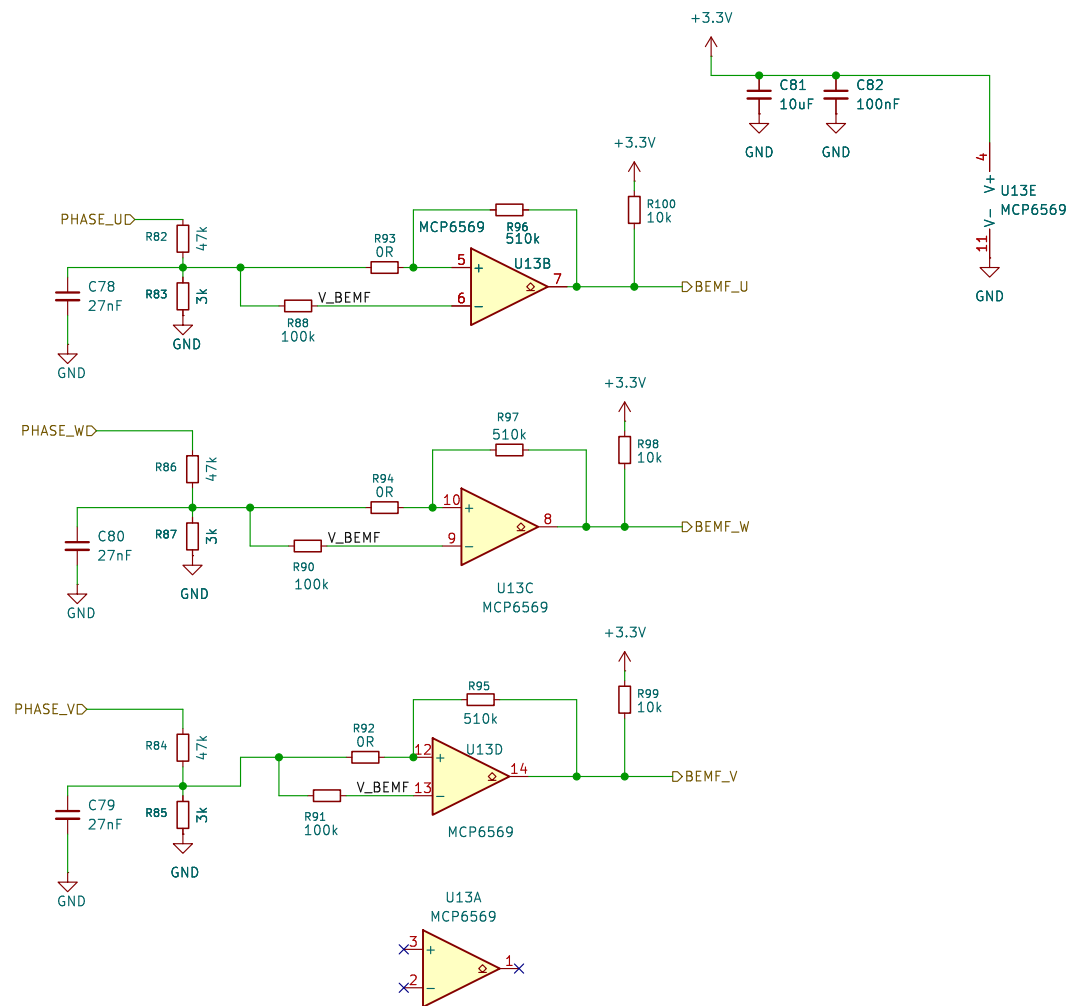 +3.3V
C81
10uF
C82
100nF
GND
GND
4
V+
U13E
MCP6569
V-
11
GND
+3.3V
R100
10k
PHASE_U
R82
47k
R83
3k
GND
C78
27nF
GND
R93
0R
MCP6569
R96
510k
U13B
5
+
6
-
7
R88
100k
V_BEMF
BEMF_U
+3.3V
R98
10k
PHASE_W
R86
47k
R87
3k
GND
C80
27nF
GND
R94
0R
R97
510k
10
+
9
-
8
R90
100k
V_BEMF
U13C
MCP6569
BEMF_W
+3.3V
R99
10k
PHASE_V
R84
47k
R85
3k
GND
C79
27nF
GND
R92
0R
R95
510k
U13D
12
+
13
-
14
R91
100k
V_BEMF
MCP6569
BEMF_V
U13A
MCP6569
3
+
2
-
1